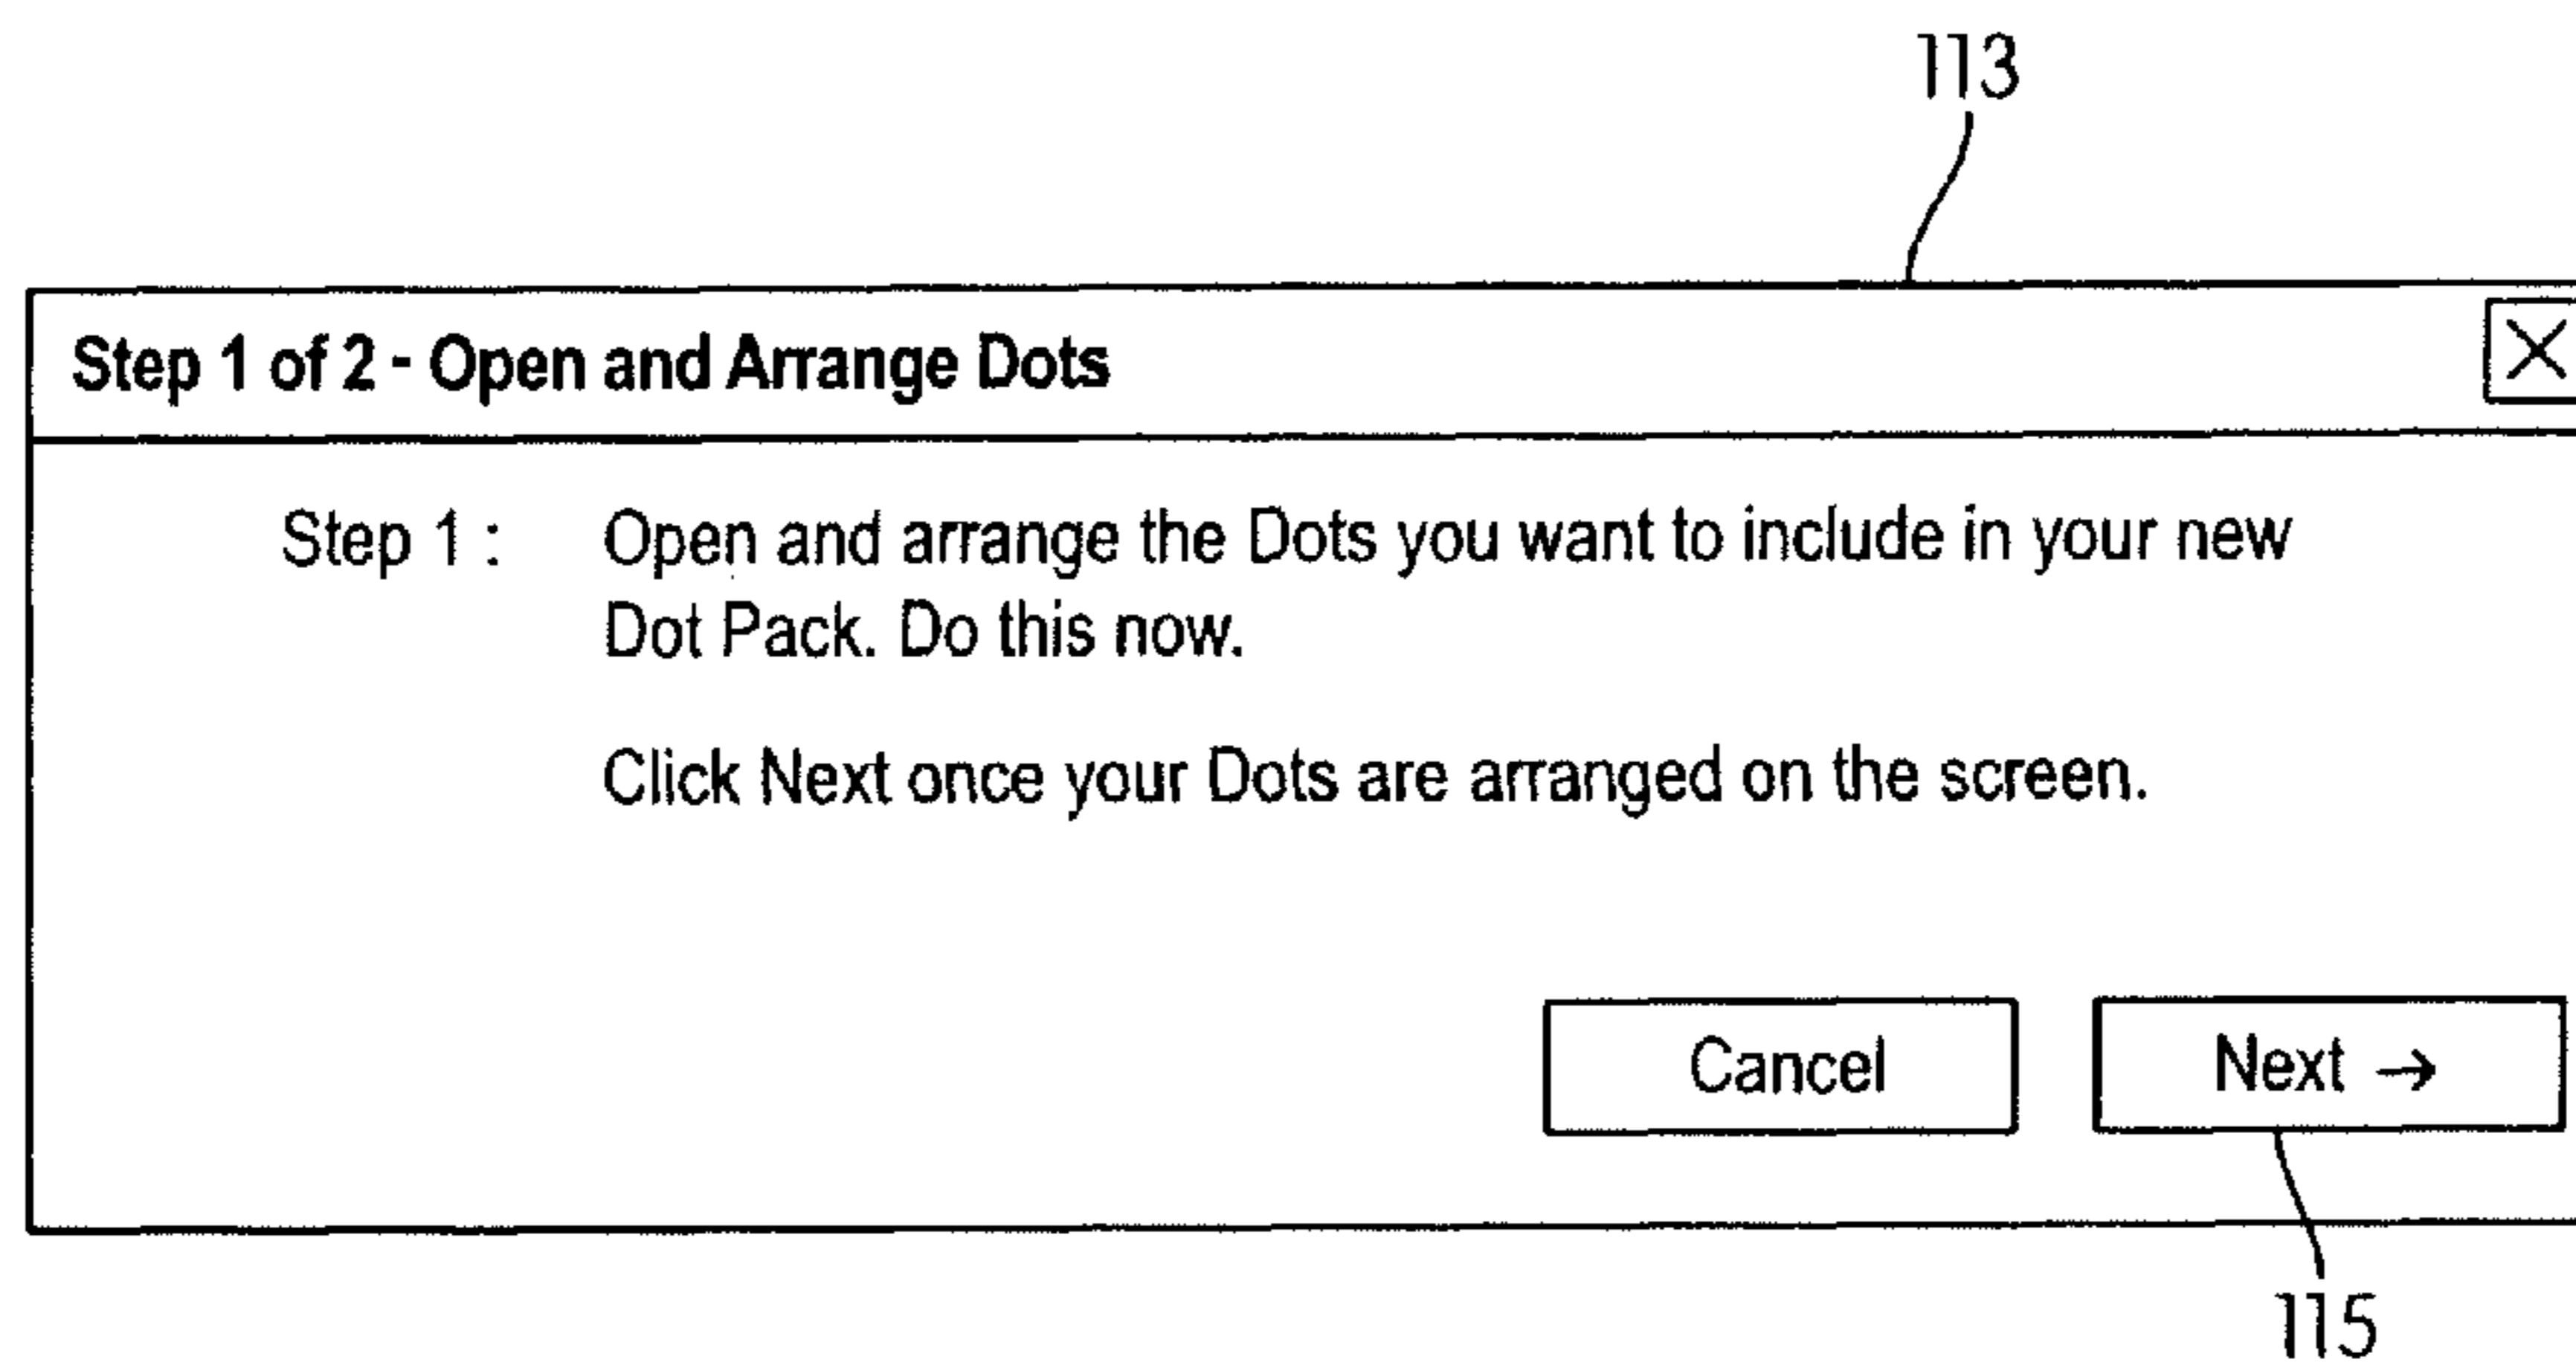 113
Step 1 of 2 - Open and Arrange Dots
Step 1 : Open and arrange the Dots you want to include in your new
Dot Pack. Do this now.
Click Next once your Dots are arranged on the screen.
Cancel Next →
115